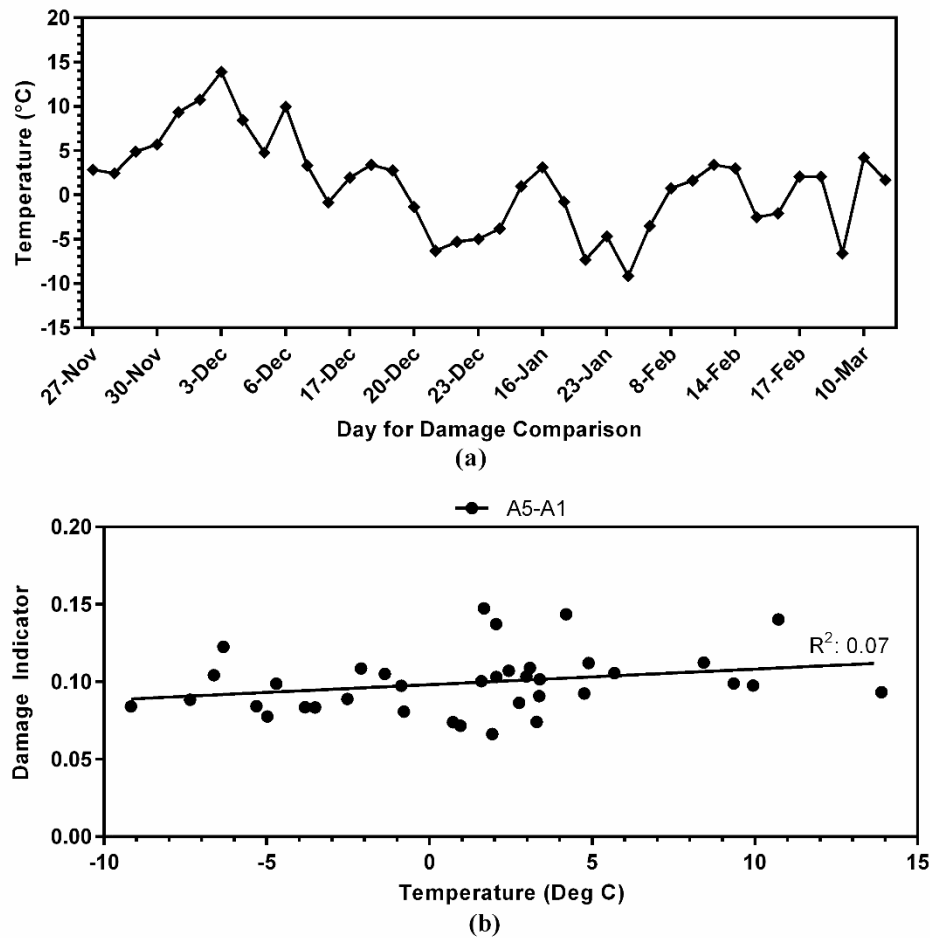 20
15
10
5
0
-5
-10
-15
Temperature (°C)
27-Nov
30-Nov
3-Dec
6-Dec
17-Dec
20-Dec
23-Dec
16-Jan
23-Jan
8-Feb
14-Feb
17-Feb
10-Mar
Day for Damage Comparison
(a)
A5-A1
0.20
0.15
0.10
0.05
0.00
Damage Indicator
R²: 0.07
-10
-5
0
5
10
15
Temperature (Deg C)
(b)